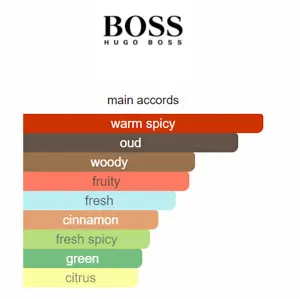 BOSS
HUGO BOSS
main accords
warm spicy
oud
woody
fruity
fresh
cinnamon
fresh spicy
green
citrus